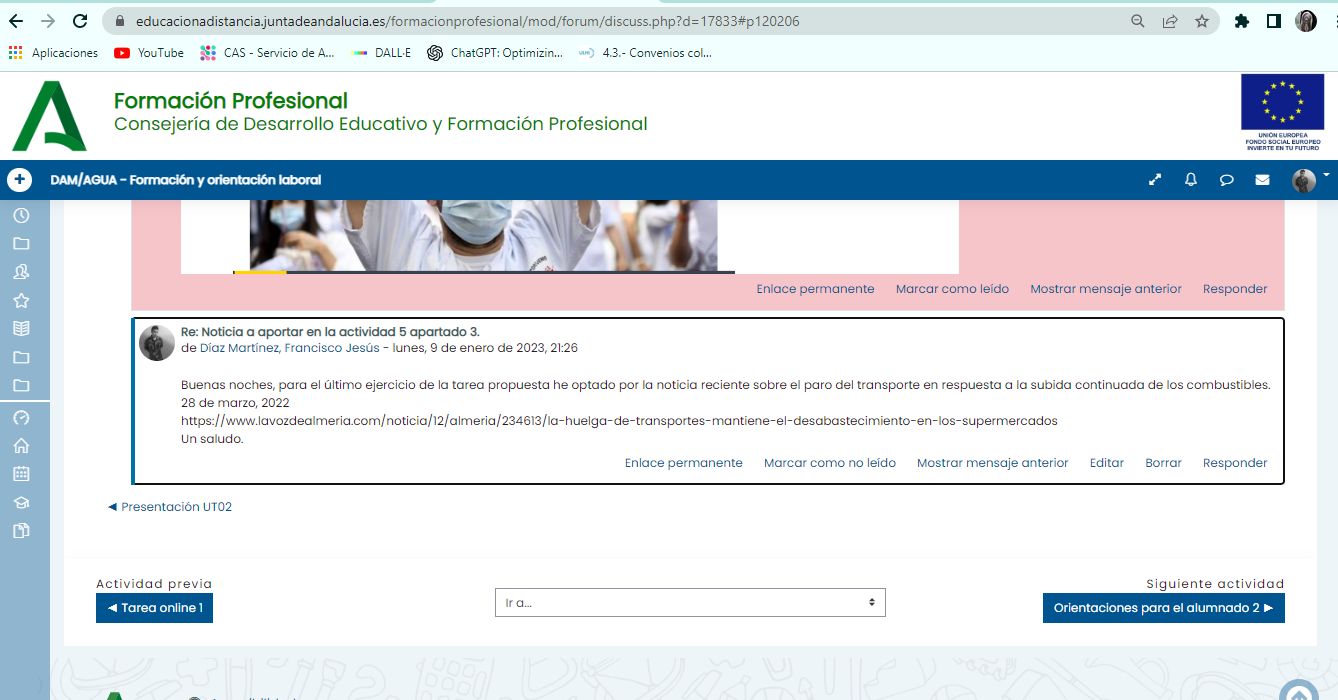 educacionadistancia.juntadeandalucia.es/formacionprofesional/mod/forum/discuss.php?d=17833#p120206
Aplicaciones YouTube CAS - Servicio de A... DALL·E ChatGPT: Optimizin... 4.3.- Convenios col...
Formación Profesional
Consejería de Desarrollo Educativo y Formación Profesional
UNIÓN EUROPEA
FONDO SOCIAL EUROPEO
INVIERTE EN TU FUTURO
DAM/AGUA - Formación y orientación laboral
Enlace permanente Marcar como leído Mostrar mensaje anterior Responder
Re: Noticia a aportar en la actividad 5 apartado 3.
de Díaz Martínez, Francisco Jesús - lunes, 9 de enero de 2023, 21:26
Buenas noches, para el último ejercicio de la tarea propuesta he optado por la noticia reciente sobre el paro del transporte en respuesta a la subida continuada de los combustibles.
28 de marzo, 2022
https://www.lavozdealmeria.com/noticia/12/almeria/234613/la-huelga-de-transportes-mantiene-el-desabastecimiento-en-los-supermercados
Un saludo.
Enlace permanente Marcar como no leído Mostrar mensaje anterior Editar Borrar Responder
◄ Presentación UT02
Actividad previa
◄ Tarea online 1
Ir a...
Siguiente actividad
Orientaciones para el alumnado 2 ►